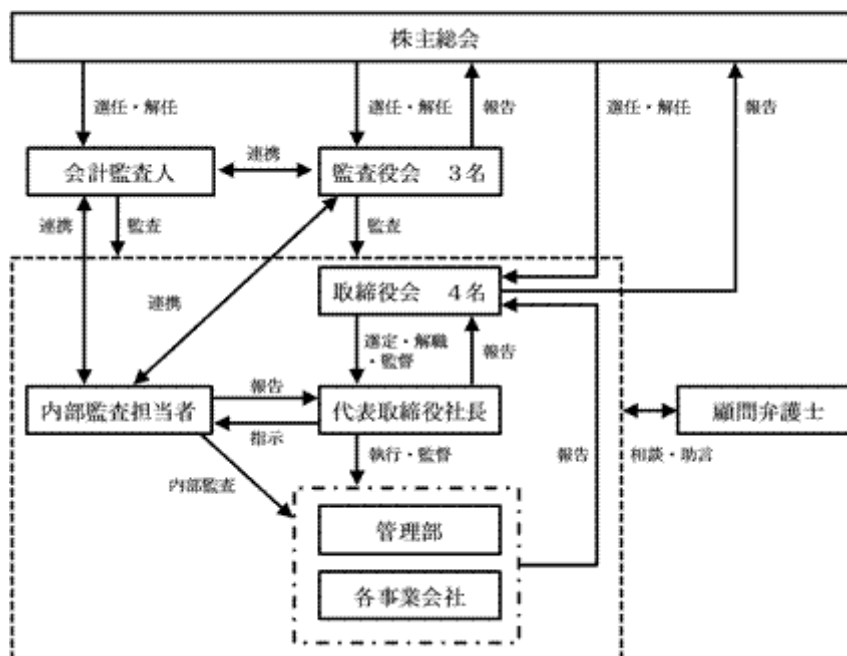 株主総会
選任・解任
選任・解任
報告
選任・解任
報告
会計監査人
連携
監査役会 3名
連携
監査
監査
取締役会 4名
連携
選定・解職
・監督
報告
内部監査担当者
報告
指示
代表取締役社長
顧問弁護士
執行・監督
報告
相談・助言
内部監査
管理部
各事業会社